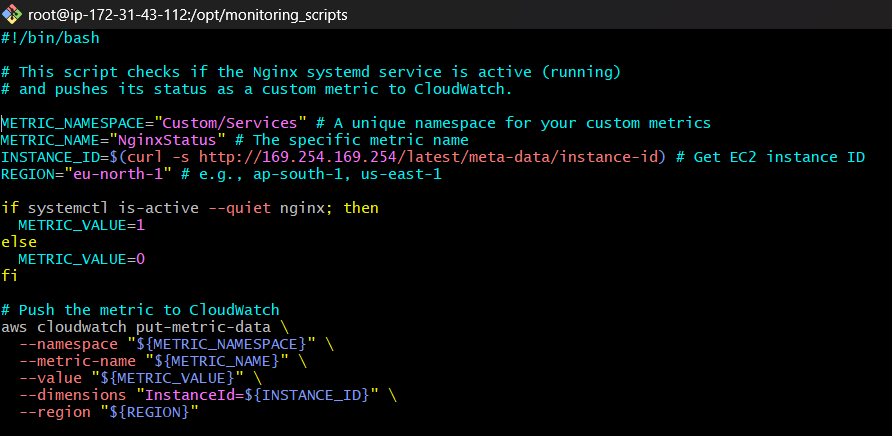 root@ip-172-31-43-112:/opt/monitoring_scripts
#!/bin/bash
# This script checks if the Nginx systemd service is active (running)
# and pushes its status as a custom metric to CloudWatch.
METRIC_NAMESPACE="Custom/Services" # A unique namespace for your custom metrics
METRIC_NAME="NginxStatus" # The specific metric name
INSTANCE_ID=$(curl -s http://169.254.169.254/latest/meta-data/instance-id) # Get EC2 instance ID
REGION="eu-north-1" # e.g., ap-south-1, us-east-1
if systemctl is-active --quiet nginx; then
  METRIC_VALUE=1
else
  METRIC_VALUE=0
fi
# Push the metric to CloudWatch
aws cloudwatch put-metric-data \
  --namespace "${METRIC_NAMESPACE}" \
  --metric-name "${METRIC_NAME}" \
  --value "${METRIC_VALUE}" \
  --dimensions "InstanceId=${INSTANCE_ID}" \
  --region "${REGION}"